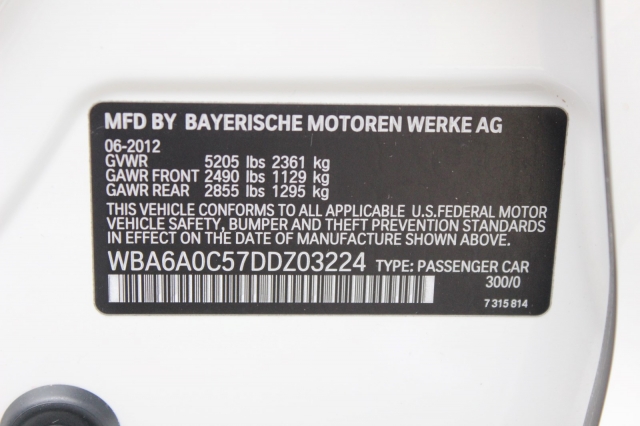 MFD BY BAYERISCHE MOTOREN WERKE AG
06-2012
GVWR 5205 lbs 2361 kg
GAWR FRONT 2490 lbs 1129 kg
GAWR REAR 2855 lbs 1295 kg
THIS VEHICLE CONFORMS TO ALL APPLICABLE U.S.FEDERAL MOTOR
VEHICLE SAFETY, BUMPER AND THEFT PREVENTION STANDARDS
IN EFFECT ON THE DATE OF MANUFACTURE SHOWN ABOVE.
WBA6A0C57DDZ03224 TYPE: PASSENGER CAR
300/0
7 315 814